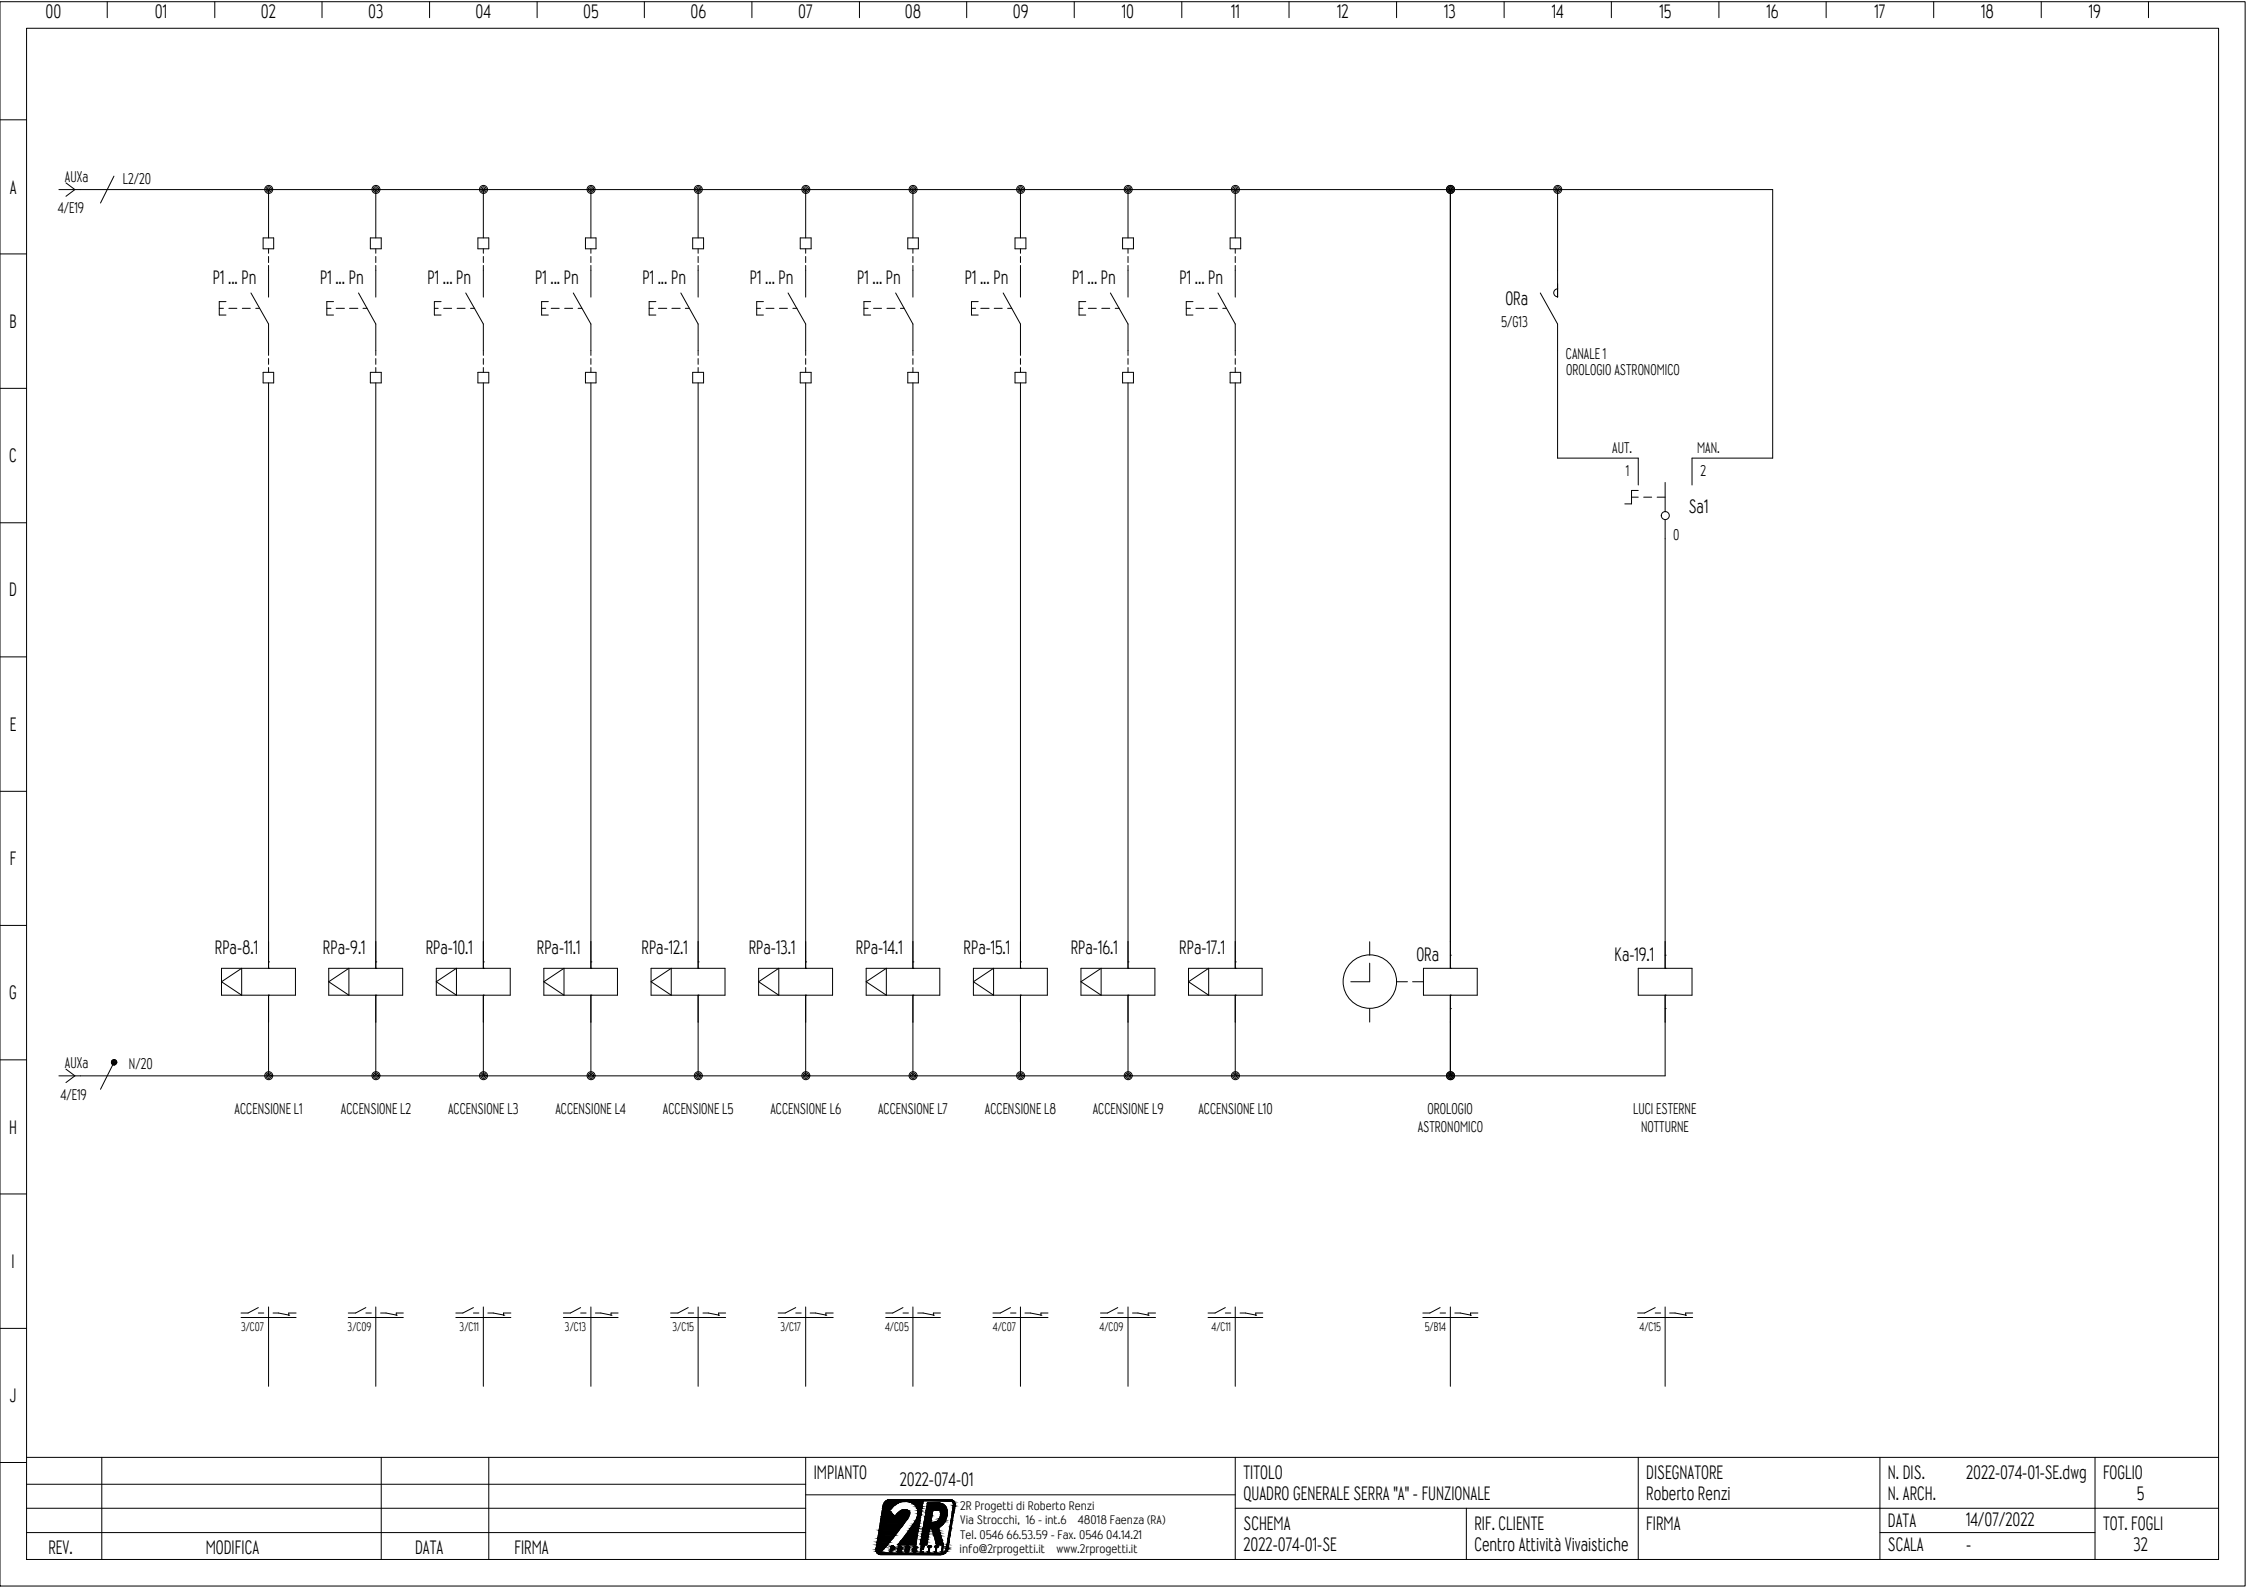 00 01 02 03 04 05 06 07 08 09 10 11 12 13 14 15 16 17 18 19
A
B
C
D
E
F
G
H
I
J
AUXa L2/20
4/E19
P1 ... Pn P1 ... Pn P1 ... Pn P1 ... Pn P1 ... Pn P1 ... Pn P1 ... Pn P1 ... Pn P1 ... Pn P1 ... Pn
ORa
5/G13
CANALE 1
OROLOGIO ASTRONOMICO
AUT. MAN.
1 2
Sa1
0
RPa-8.1 RPa-9.1 RPa-10.1 RPa-11.1 RPa-12.1 RPa-13.1 RPa-14.1 RPa-15.1 RPa-16.1 RPa-17.1 ORa Ka-19.1
AUXa N/20
4/E19
ACCENSIONE L1 ACCENSIONE L2 ACCENSIONE L3 ACCENSIONE L4 ACCENSIONE L5 ACCENSIONE L6 ACCENSIONE L7 ACCENSIONE L8 ACCENSIONE L9 ACCENSIONE L10
OROLOGIO
ASTRONOMICO
LUCI ESTERNE
NOTTURNE
3/C07 3/C09 3/C11 3/C13 3/C15 3/C17 4/C05 4/C07 4/C09 4/C11 5/B14 4/C15
REV. MODIFICA DATA FIRMA
IMPIANTO 2022-074-01
2R
PROGETTI
2R Progetti di Roberto Renzi
Via Strocchi, 16 - int.6 48018 Faenza (RA)
Tel. 0546 66.53.59 - Fax. 0546 04.14.21
info@2rprogetti.it www.2rprogetti.it
TITOLO
QUADRO GENERALE SERRA "A" - FUNZIONALE
SCHEMA
2022-074-01-SE
RIF. CLIENTE
Centro Attività Vivaistiche
DISEGNATORE
Roberto Renzi
FIRMA
N. DIS. 2022-074-01-SE.dwg
N. ARCH.
DATA 14/07/2022
SCALA -
FOGLIO
5
TOT. FOGLI
32